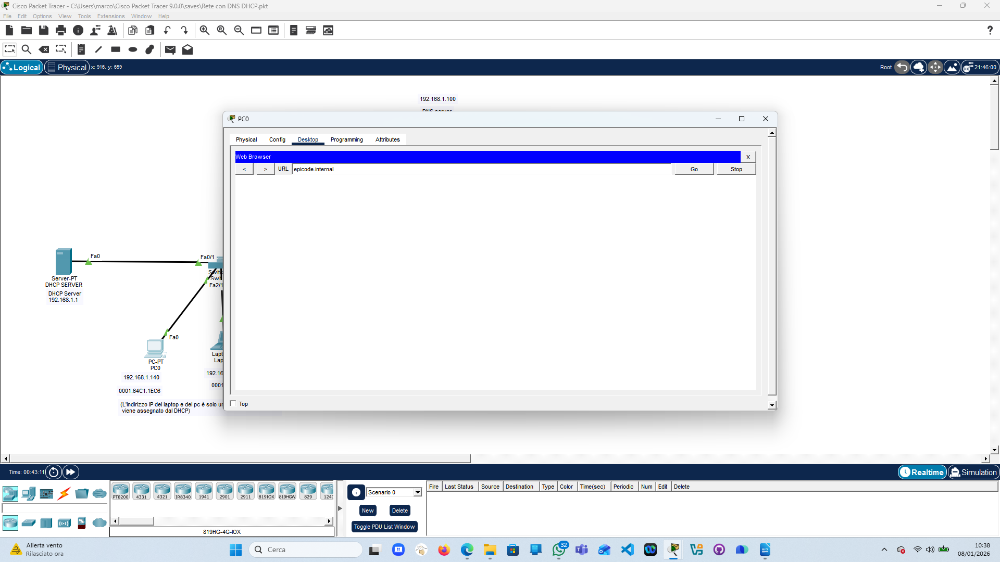 Cisco Packet Tracer - C:\Users\marco\Cisco Packet Tracer 9.0.0\saves\Rete con DNS DHCP.pkt
File Edit Options View Tools Extensions Window Help
Logical Physical x: 916, y: 659 Root 21:46:00
192.168.1.100
DNS server
PC0
Physical Config Desktop Programming Attributes
Web Browser X
< > URL epicode.internal Go Stop
Top
Fa0
Fa0/1
Server-PT
DHCP SERVER
DHCP Server
192.168.1.1
Switc
Swi
Fa2/1
Fa0
PC-PT
PC0
192.168.1.140
0001.64C1.1EC6
Lapt
Lap
192.16
0001
(L'indirizzo IP del laptop e del pc è solo un
viene assegnato dal DHCP)
Time: 00:43:11 Realtime Simulation
PT8200 4331 4321 IR8340 1941 2901 2911 819IOX 819HGW 829 1240
819HG-4G-IOX
Scenario 0
New Delete
Toggle PDU List Window
Fire Last Status Source Destination Type Color Time(sec) Periodic Num Edit Delete
Allerta vento
Rilasciato ora
Cerca
32
10:38
08/01/2026